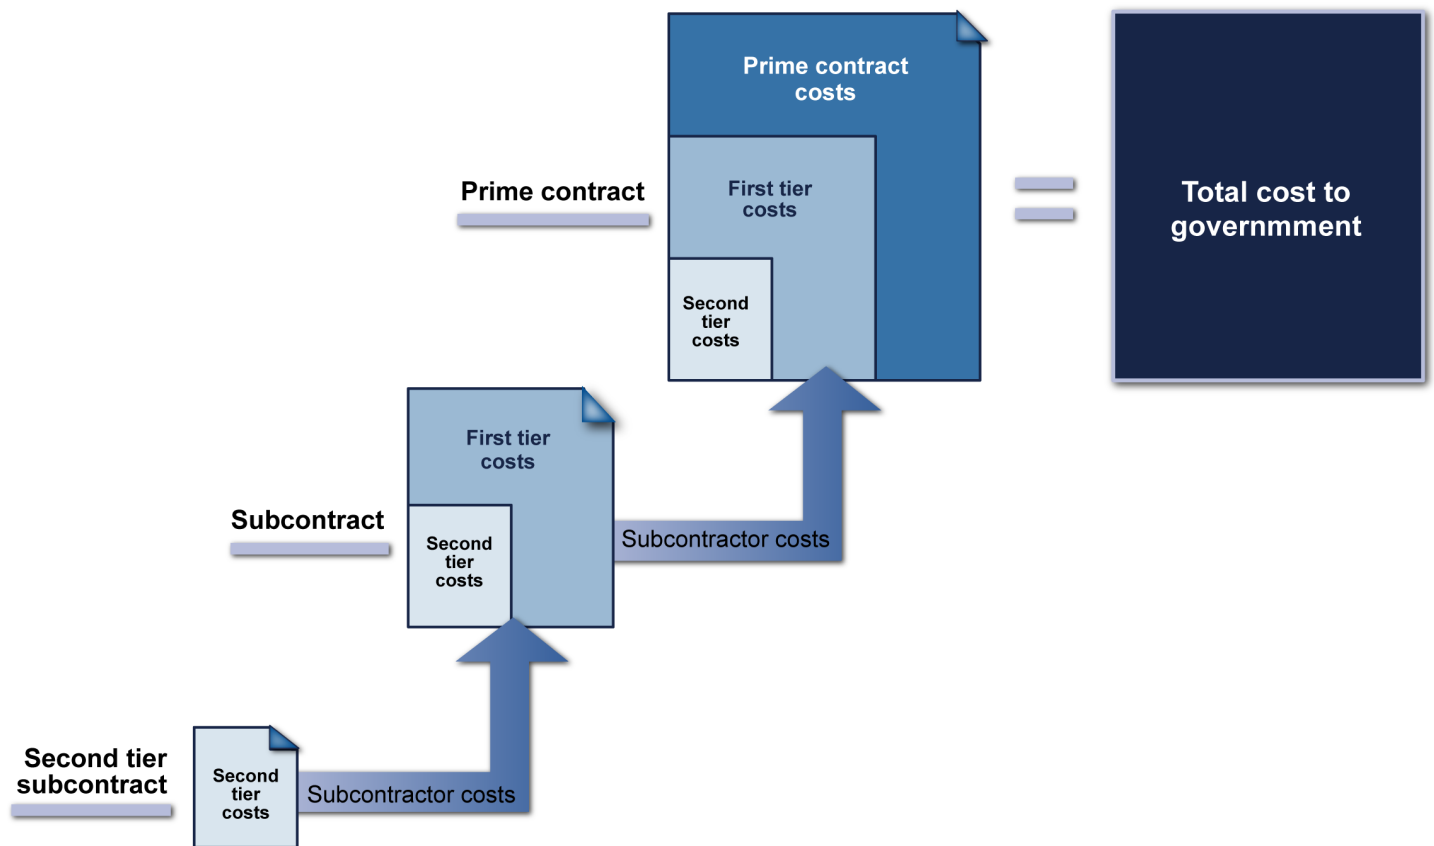 Prime contract
costs
Prime contract
First tier
costs
Second
tier
costs
Total cost to
governmment
Subcontract
First tier
costs
Second
tier
costs
Subcontractor costs
Second tier
subcontract
Second
tier
costs
Subcontractor costs